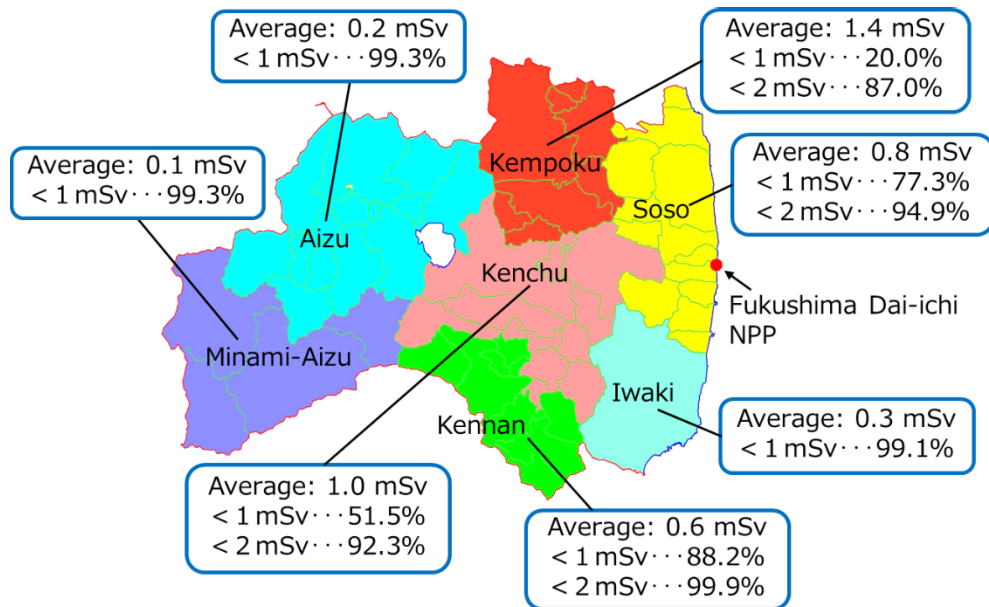 Average: 0.2 mSv
< 1 mSv···99.3%
Average: 1.4 mSv
< 1 mSv···20.0%
< 2 mSv···87.0%
Average: 0.1 mSv
< 1 mSv···99.3%
Average: 0.8 mSv
< 1 mSv···77.3%
< 2 mSv···94.9%
Kempoku
Soso
Aizu
Kenchu
Fukushima Dai-ichi
NPP
Minami-Aizu
Iwaki
Kennan
Average: 0.3 mSv
< 1 mSv···99.1%
Average: 1.0 mSv
< 1 mSv···51.5%
< 2 mSv···92.3%
Average: 0.6 mSv
< 1 mSv···88.2%
< 2 mSv···99.9%